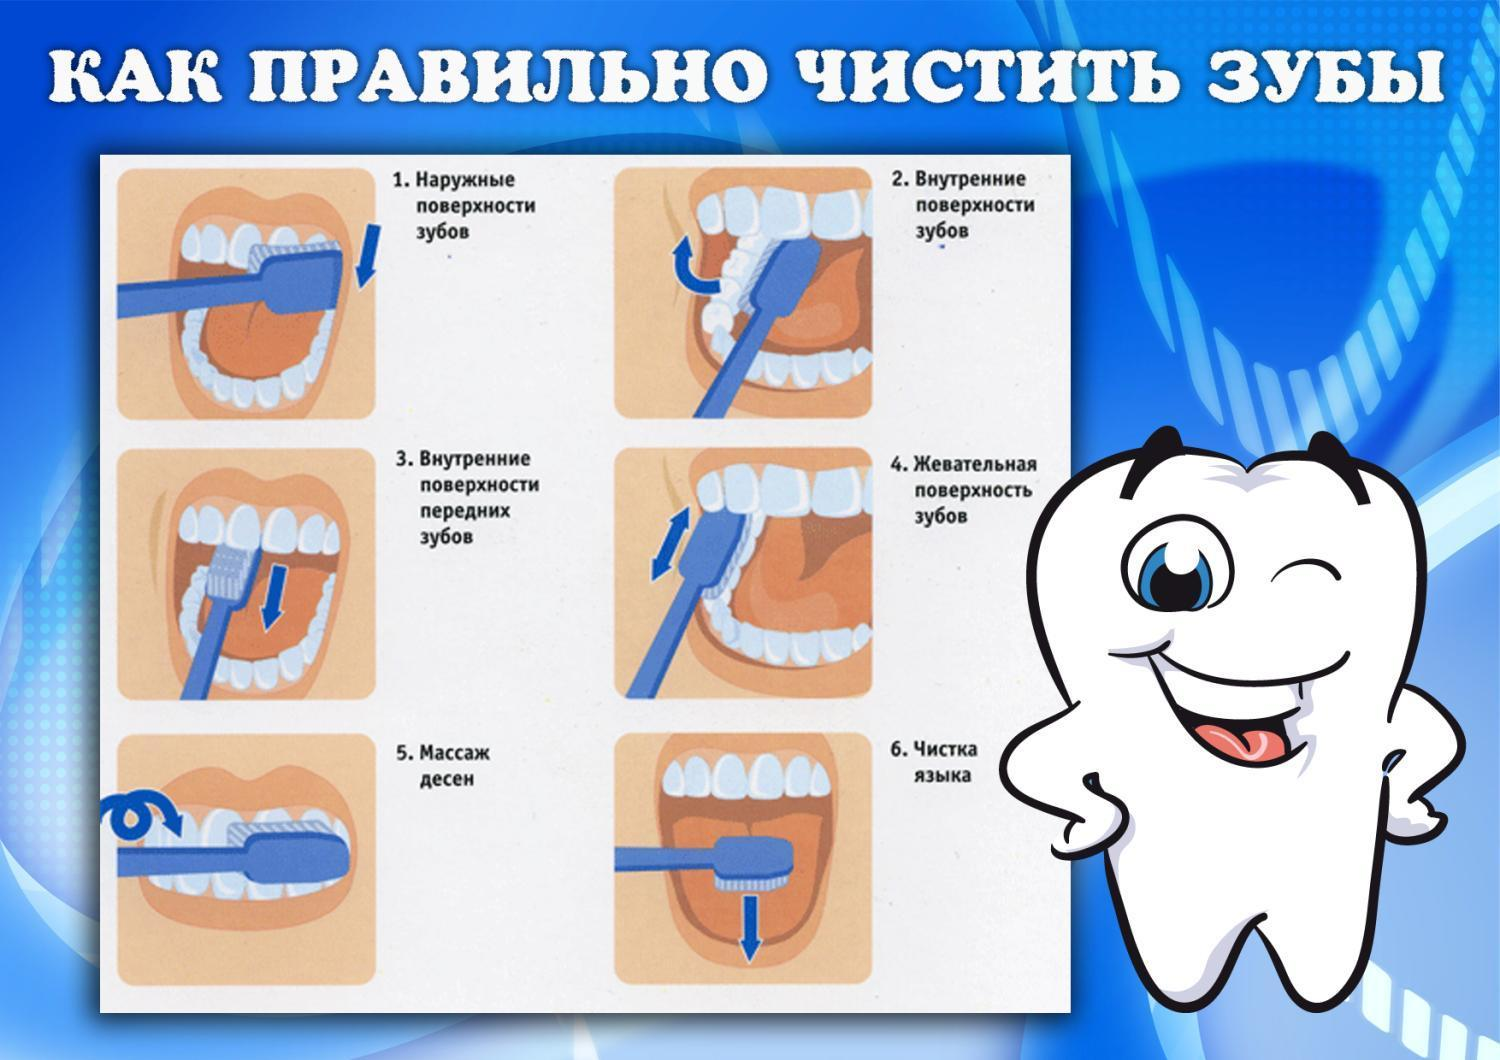 КАК ПРАВИЛЬНО ЧИСТИТЬ ЗУБЫ
1. Наружные
поверхности
зубов
2. Внутренние
поверхности
зубов
3. Внутренние
поверхности
передних
зубов
4. Жевательная
поверхность
зубов
5. Массаж
десен
6. Чистка
языка